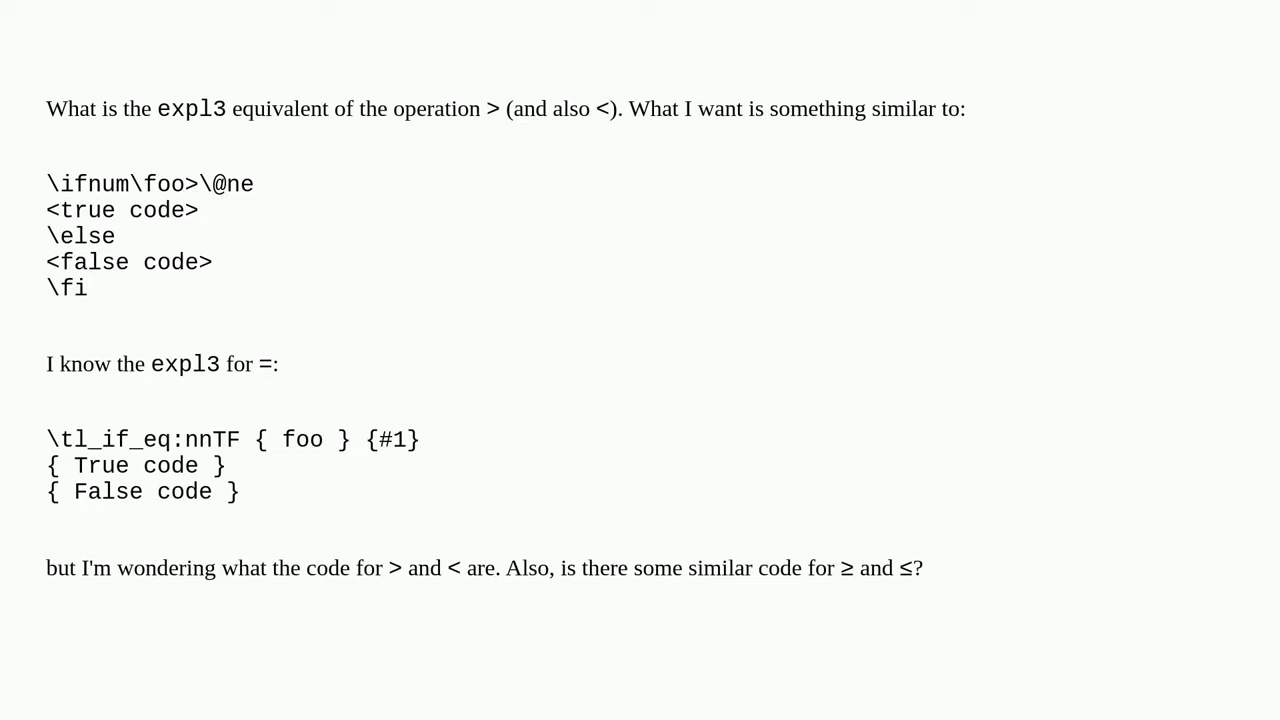 What is the expl3 equivalent of the operation > (and also <). What I want is something similar to:
\ifnum\foo>\@ne
<true code>
\else
<false code>
\fi
I know the expl3 for =:
\tl_if_eq:nnTF { foo } {#1}
{ True code }
{ False code }
but I'm wondering what the code for > and < are. Also, is there some similar code for ≥ and ≤?